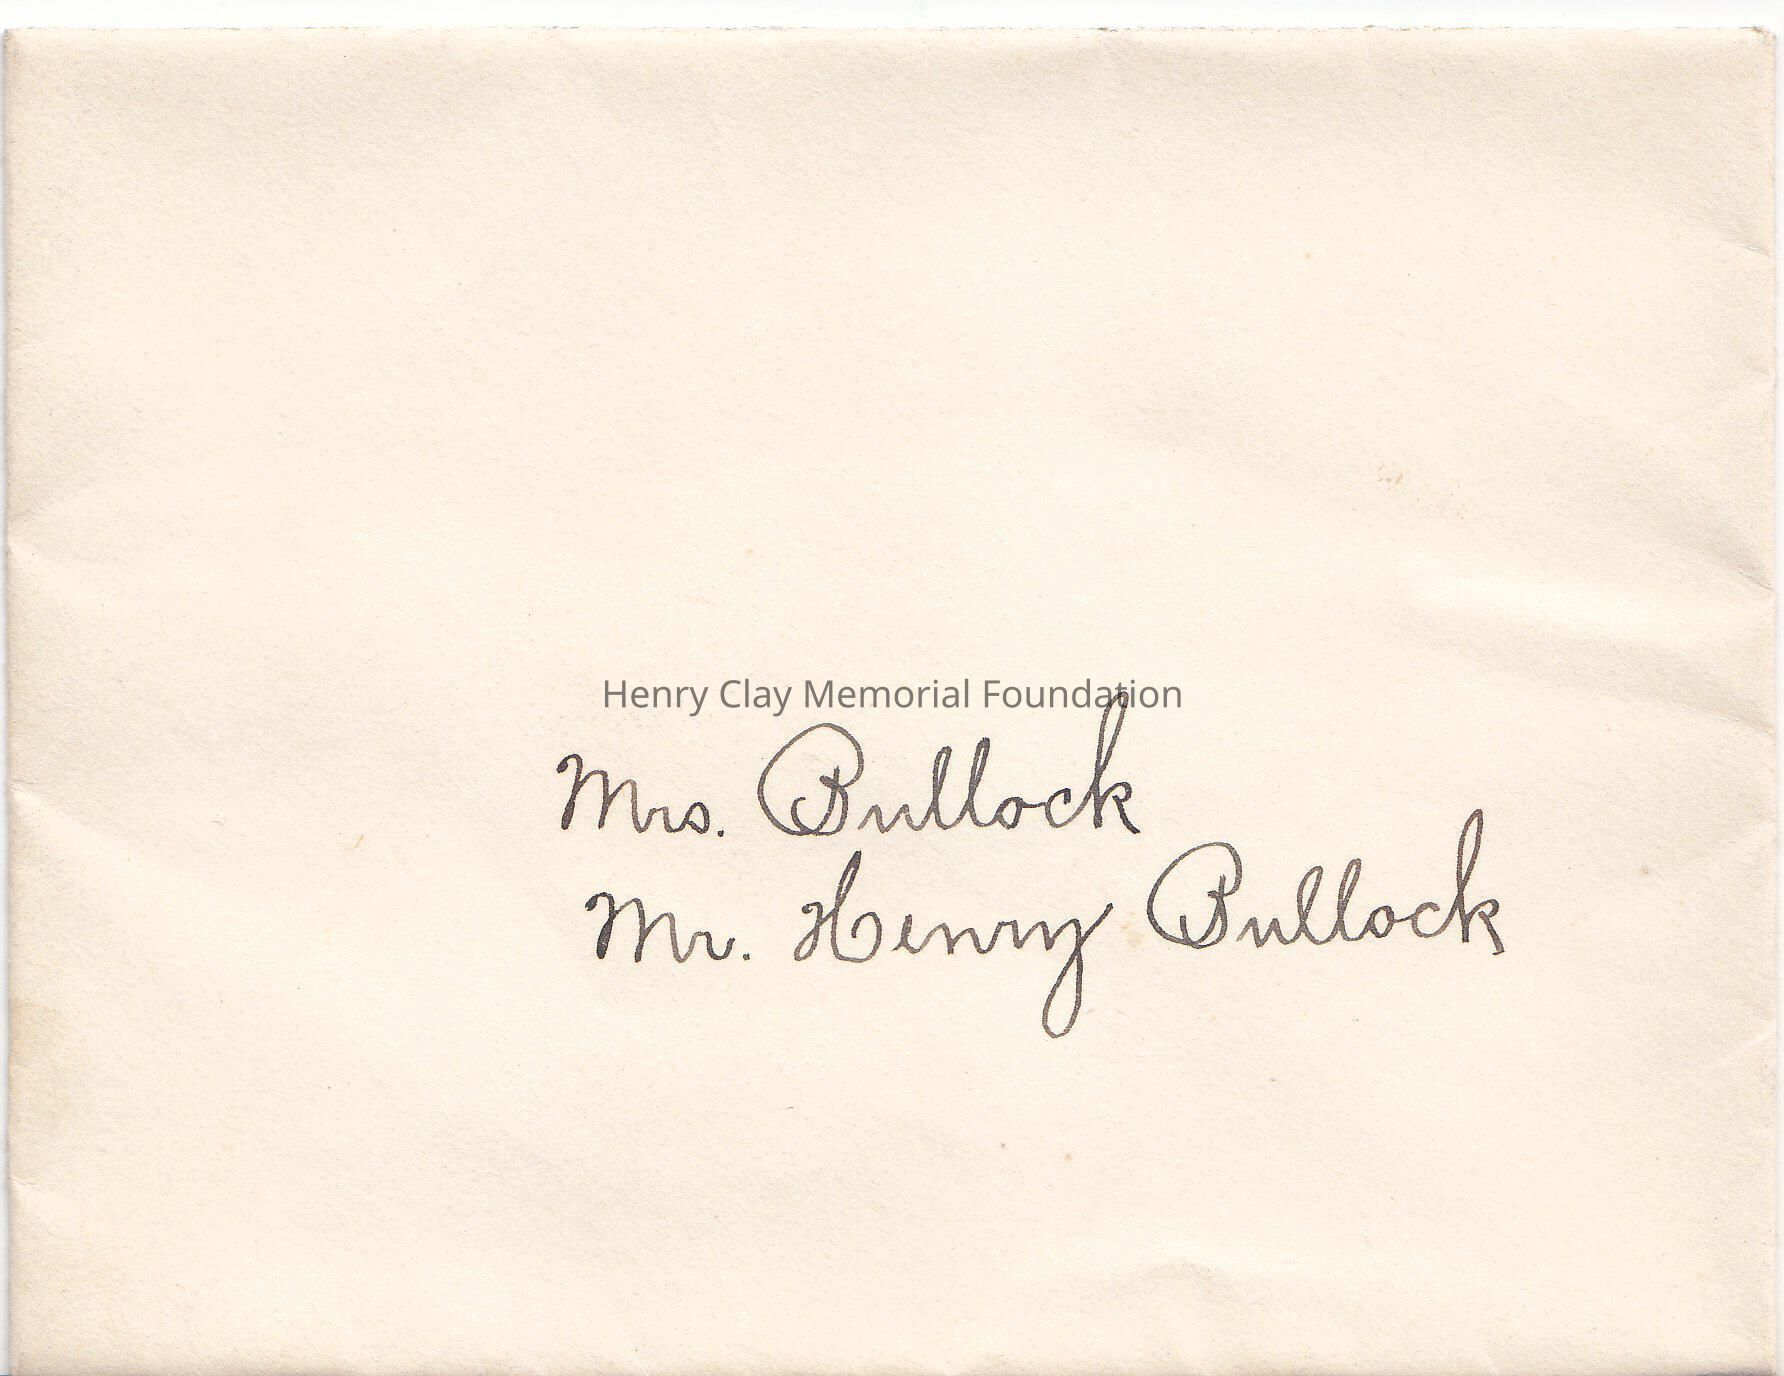 Henry Clay Memorial Foundation
Mrs. Bullock
Mr. Henry Bullock